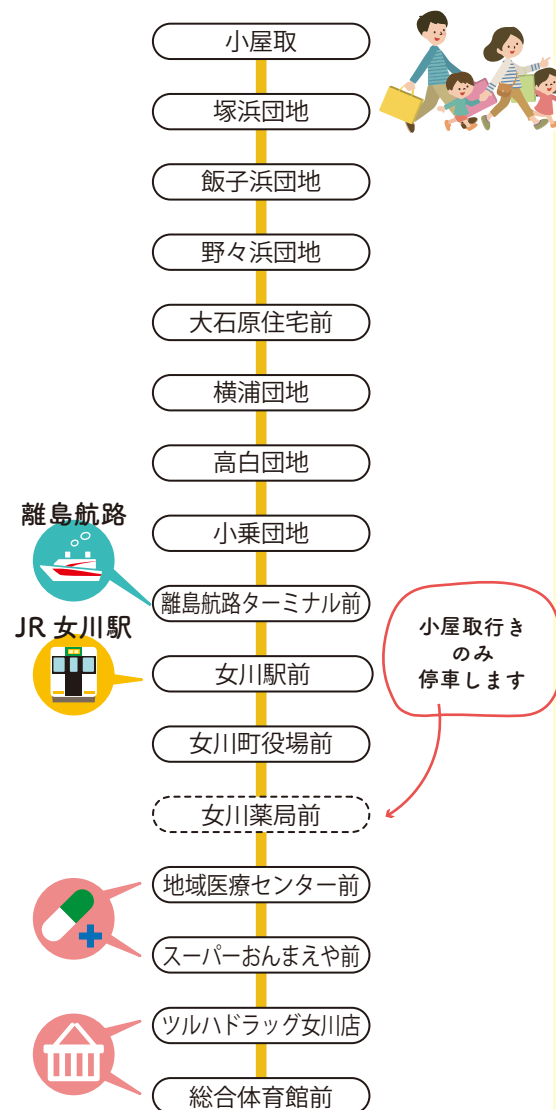 小屋取
塚浜団地
飯子浜団地
野々浜団地
大石原住宅前
横浦団地
高白団地
離島航路
小乗団地
離島航路ターミナル前
JR 女川駅
小屋取行き
のみ
停車します
女川駅前
女川町役場前
女川薬局前
地域医療センター前
スーパーおんまえや前
ツルハドラッグ女川店
総合体育館前